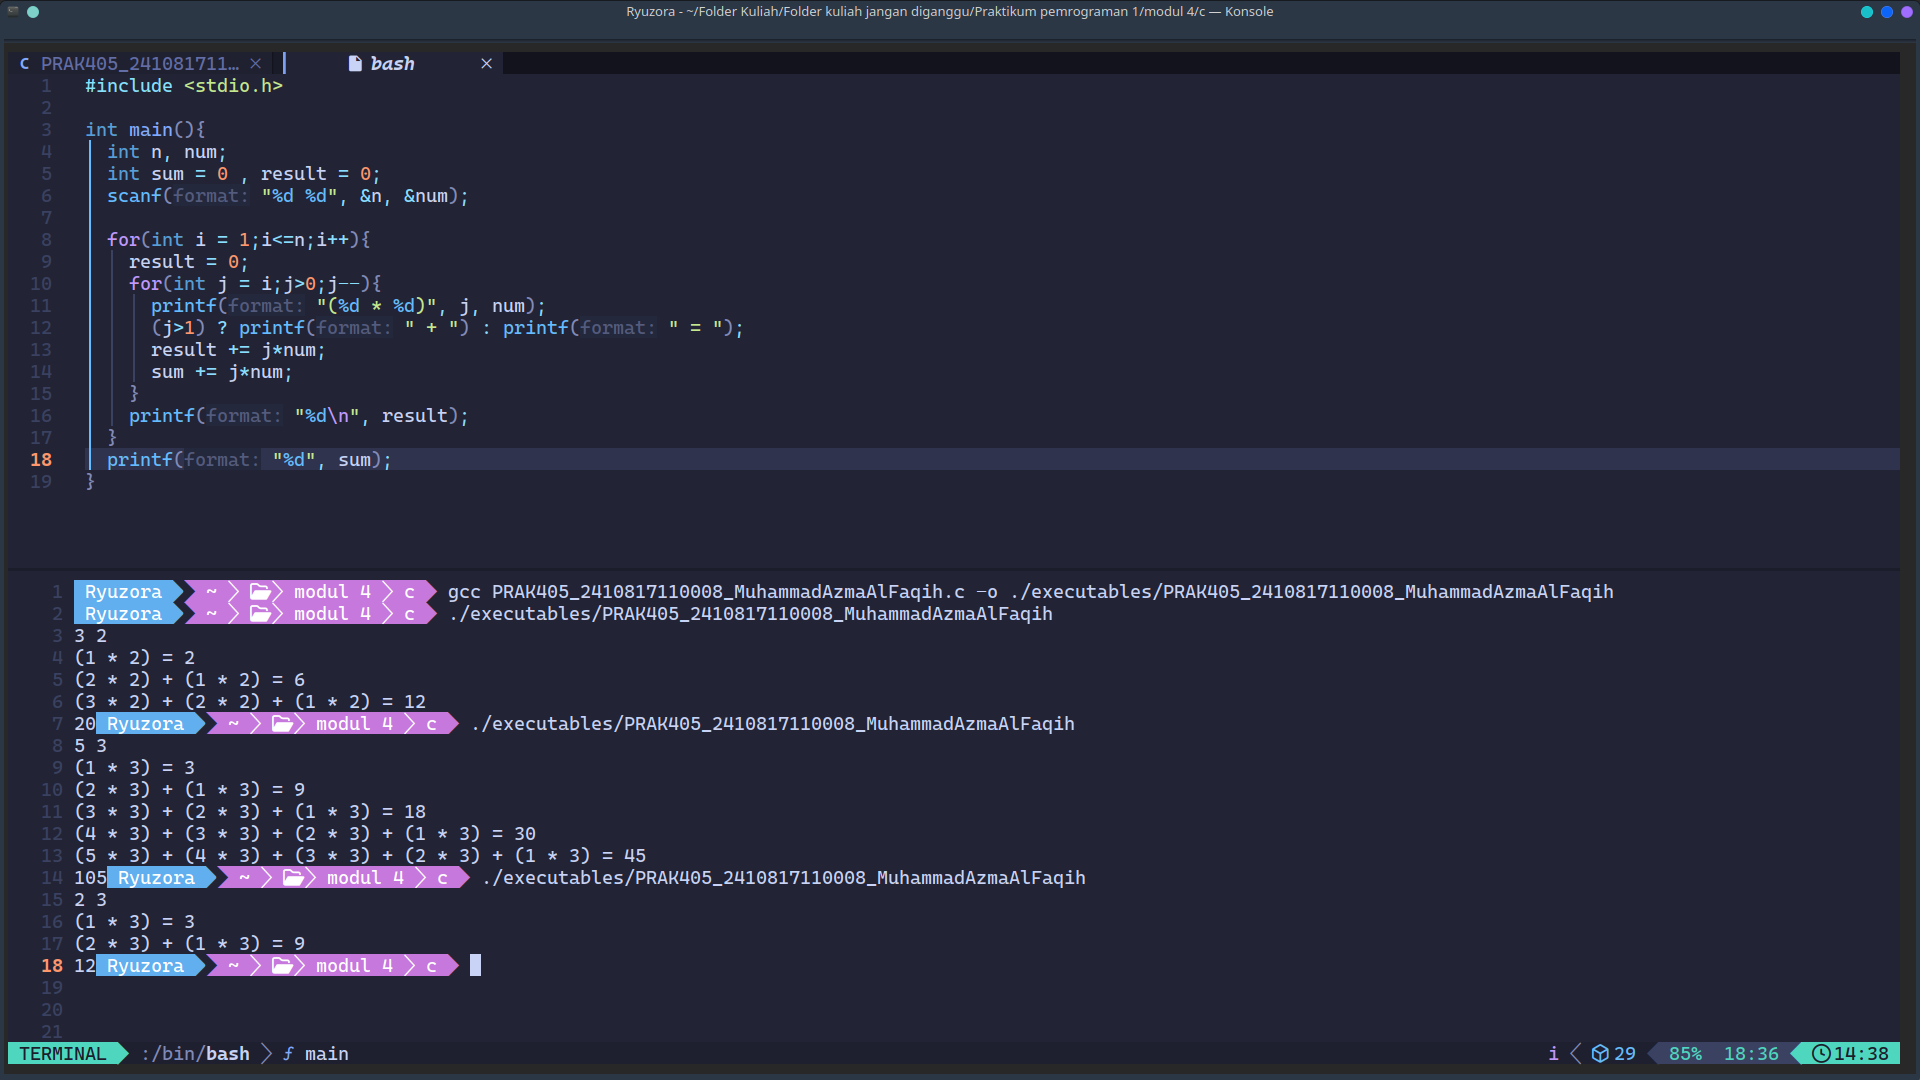 Ryuzora - ~/Folder Kuliah/Folder kuliah jangan diganggu/Praktikum pemrograman 1/modul 4/c — Konsole
C PRAK405_241081711… × bash ×
1 #include <stdio.h>
2
3 int main(){
4 int n, num;
5 int sum = 0 , result = 0;
6 scanf(format: "%d %d", &n, &num);
7
8 for(int i = 1;i<=n;i++){
9 result = 0;
10 for(int j = i;j>0;j--){
11 printf(format: "(%d * %d)", j, num);
12 (j>1) ? printf(format: " + ") : printf(format: " = ");
13 result += j*num;
14 sum += j*num;
15 }
16 printf(format: "%d\n", result);
17 }
18 printf(format: "%d", sum);
19 }
1 Ryuzora ~ modul 4 c gcc PRAK405_2410817110008_MuhammadAzmaAlFaqih.c -o ./executables/PRAK405_2410817110008_MuhammadAzmaAlFaqih
2 Ryuzora ~ modul 4 c ./executables/PRAK405_2410817110008_MuhammadAzmaAlFaqih
3 3 2
4 (1 * 2) = 2
5 (2 * 2) + (1 * 2) = 6
6 (3 * 2) + (2 * 2) + (1 * 2) = 12
7 20 Ryuzora ~ modul 4 c ./executables/PRAK405_2410817110008_MuhammadAzmaAlFaqih
8 5 3
9 (1 * 3) = 3
10 (2 * 3) + (1 * 3) = 9
11 (3 * 3) + (2 * 3) + (1 * 3) = 18
12 (4 * 3) + (3 * 3) + (2 * 3) + (1 * 3) = 30
13 (5 * 3) + (4 * 3) + (3 * 3) + (2 * 3) + (1 * 3) = 45
14 105 Ryuzora ~ modul 4 c ./executables/PRAK405_2410817110008_MuhammadAzmaAlFaqih
15 2 3
16 (1 * 3) = 3
17 (2 * 3) + (1 * 3) = 9
18 12 Ryuzora ~ modul 4 c
19
20
21
TERMINAL :/bin/bash f main i 29 85% 18:36 14:38